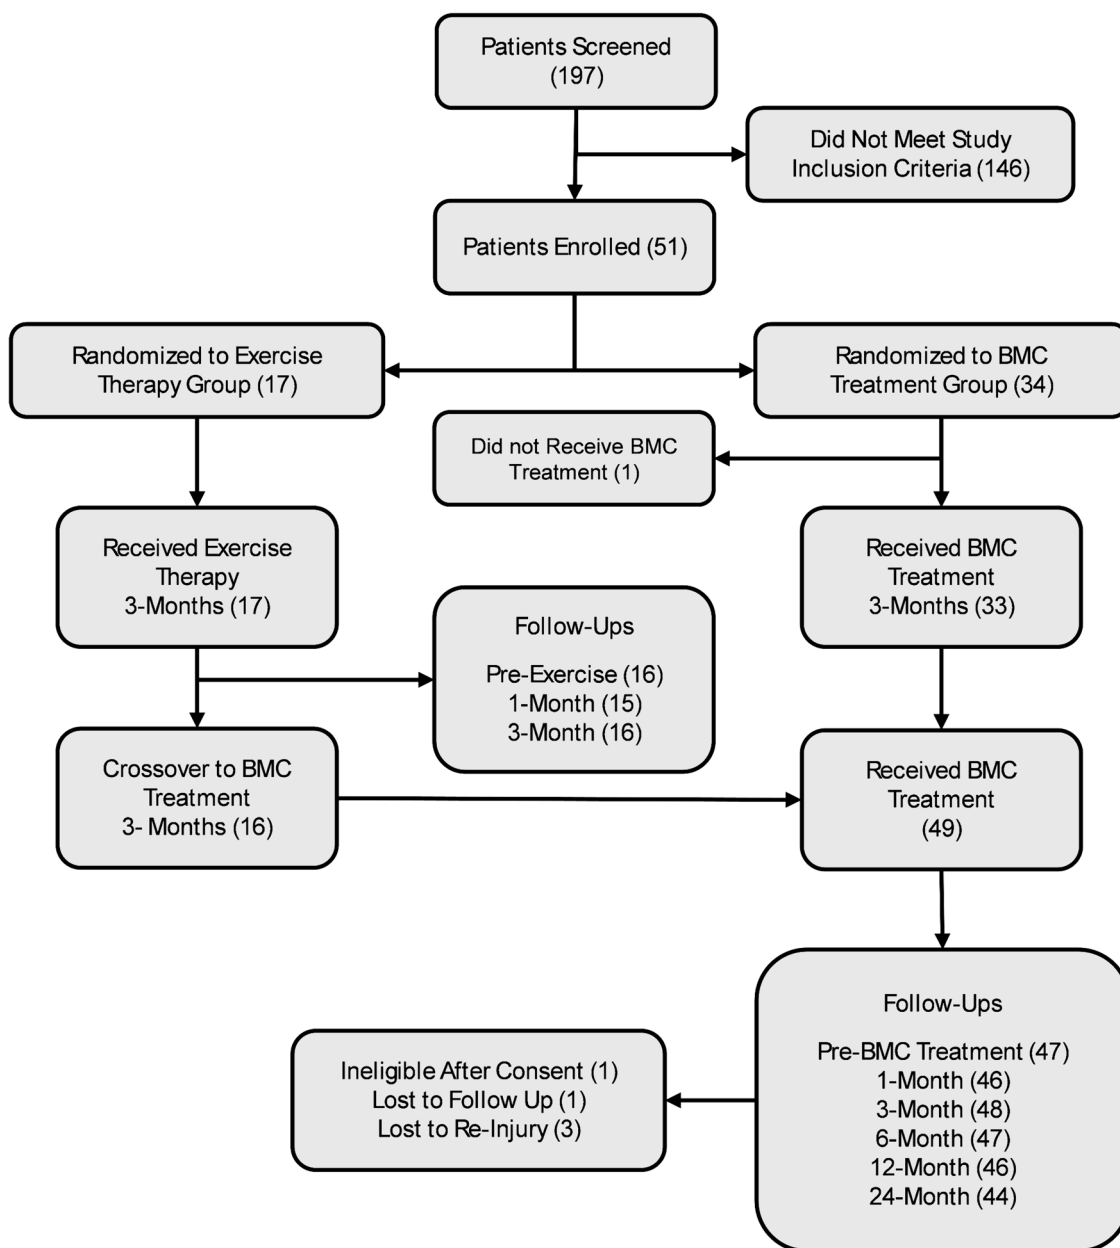 Patients Screened
(197)
Did Not Meet Study
Inclusion Criteria (146)
Patients Enrolled (51)
Randomized to Exercise
Therapy Group (17)
Randomized to BMC
Treatment Group (34)
Did not Receive BMC
Treatment (1)
Received Exercise
Therapy
3-Months (17)
Received BMC
Treatment
3-Months (33)
Follow-Ups
Pre-Exercise (16)
1-Month (15)
3-Month (16)
Crossover to BMC
Treatment
3- Months (16)
Received BMC
Treatment
(49)
Follow-Ups
Pre-BMC Treatment (47)
1-Month (46)
3-Month (48)
6-Month (47)
12-Month (46)
24-Month (44)
Ineligible After Consent (1)
Lost to Follow Up (1)
Lost to Re-Injury (3)